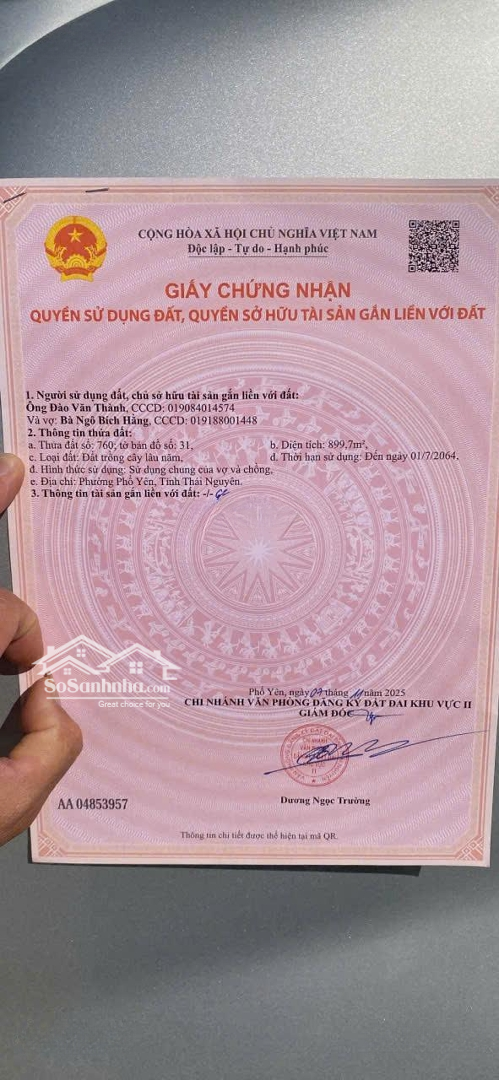 CỘNG HÒA XÃ HỘI CHỦ NGHĨA VIỆT NAM
Độc lập - Tự do - Hạnh phúc
GIẤY CHỨNG NHẬN
QUYỀN SỬ DỤNG ĐẤT, QUYỀN SỞ HỮU TÀI SẢN GẮN LIỀN VỚI ĐẤT
1. Người sử dụng đất, chủ sở hữu tài sản gắn liền với đất:
Ông Đào Văn Thành, CCCD: 019084014574
Và vợ: Bà Ngô Bích Hằng, CCCD: 019188001448
2. Thông tin thửa đất:
a. Thửa đất số: 760; tờ bản đồ số: 31, b. Diện tích: 899,7m²,
c. Loại đất: Đất trồng cây lâu năm, d. Thời hạn sử dụng: Đến ngày 01/7/2064,
đ. Hình thức sử dụng: Sử dụng chung của vợ và chồng,
e. Địa chỉ: Phường Phổ Yên, Tỉnh Thái Nguyên.
3. Thông tin tài sản gắn liền với đất: -/-
SoSanhnha.com
Great choice for you
Phổ Yên, ngày 07 tháng 11 năm 2025
CHI NHÁNH VĂN PHÒNG ĐĂNG KÝ ĐẤT ĐAI KHU VỰC II
GIÁM ĐỐC
Dương Ngọc Trường
AA 04853957
Thông tin chi tiết được thể hiện tại mã QR.